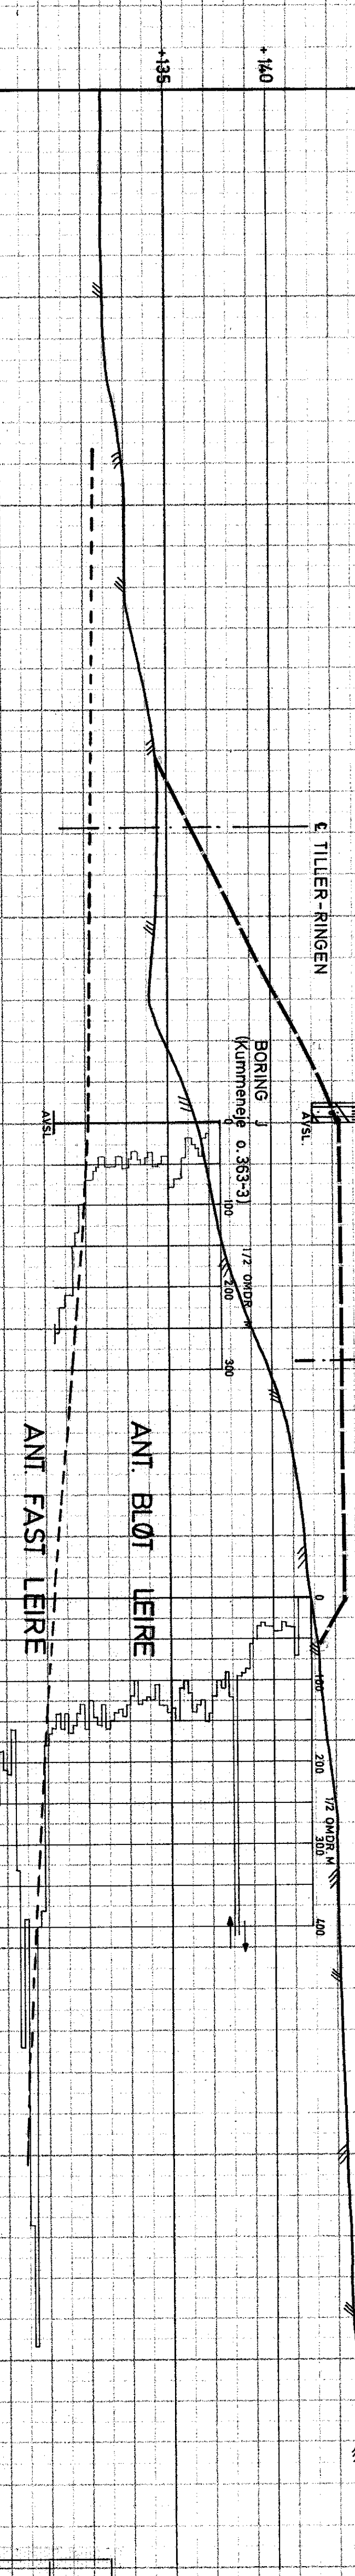 +140
+135
℄ TILLER-RINGEN
AVSL.
BORING J
(Kummeneje o.363-3)
0
100
200
300
1/2 OMDR. M
AVSL.
0
100
200
300
400
1/2 OMDR. M
ANT. BLØT LEIRE
ANT. FAST LEIRE